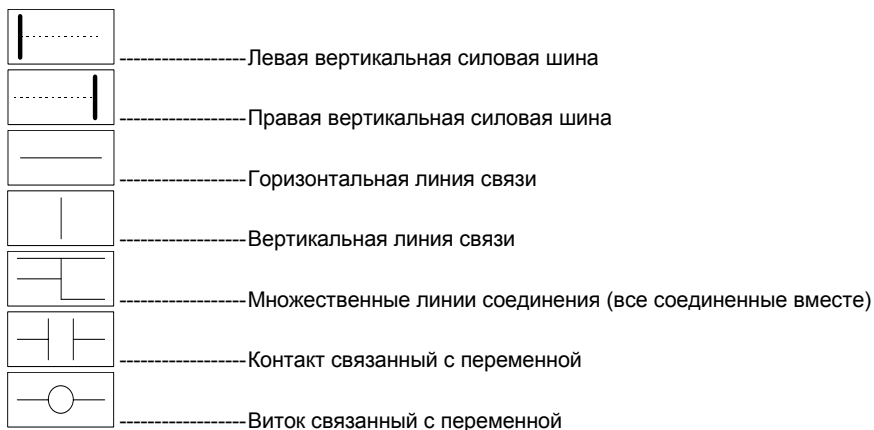 ------------------Левая вертикальная силовая шина
------------------Правая вертикальная силовая шина
------------------Горизонтальная линия связи
------------------Вертикальная линия связи
------------------Множественные линии соединения (все соединенные вместе)
------------------Контакт связанный с переменной
------------------Виток связанный с переменной